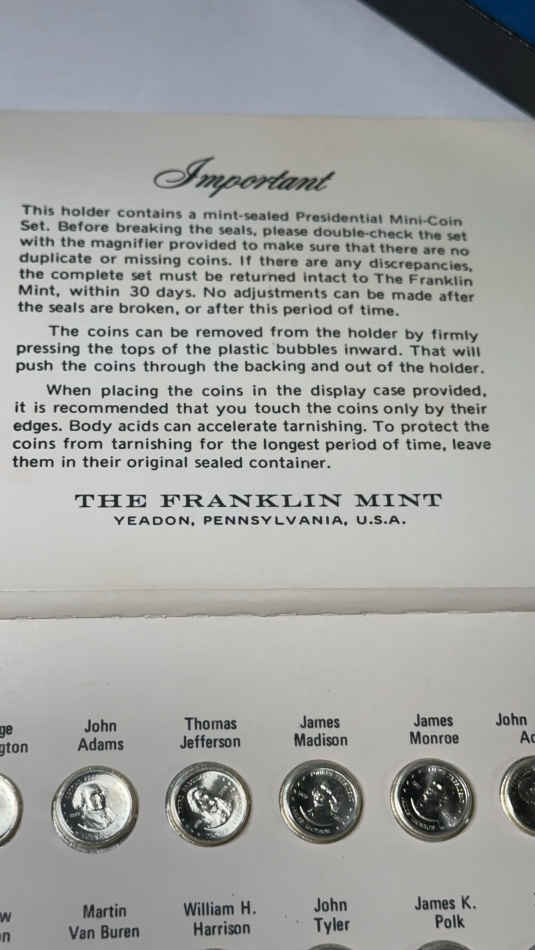 Important
This holder contains a mint-sealed Presidential Mini-Coin
Set. Before breaking the seals, please double-check the set
with the magnifier provided to make sure that there are no
duplicate or missing coins. If there are any discrepancies,
the complete set must be returned intact to The Franklin
Mint, within 30 days. No adjustments can be made after
the seals are broken, or after this period of time.
The coins can be removed from the holder by firmly
pressing the tops of the plastic bubbles inward. That will
push the coins through the backing and out of the holder.
When placing the coins in the display case provided,
it is recommended that you touch the coins only by their
edges. Body acids can accelerate tarnishing. To protect the
coins from tarnishing for the longest period of time, leave
them in their original sealed container.
THE FRANKLIN MINT
YEADON, PENNSYLVANIA, U.S.A.
ge John Thomas James James John
gton Adams Jefferson Madison Monroe Ad
w Martin William H. John James K.
n Van Buren Harrison Tyler Polk